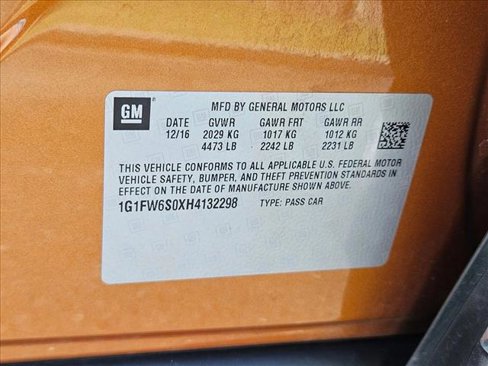 GM
MFD BY GENERAL MOTORS LLC
DATE GVWR GAWR FRT GAWR RR
12/16 2029 KG 1017 KG 1012 KG
4473 LB 2242 LB 2231 LB
THIS VEHICLE CONFORMS TO ALL APPLICABLE U.S. FEDERAL MOTOR
VEHICLE SAFETY, BUMPER, AND THEFT PREVENTION STANDARDS IN
EFFECT ON THE DATE OF MANUFACTURE SHOWN ABOVE.
1G1FW6S0XH4132298 TYPE: PASS CAR